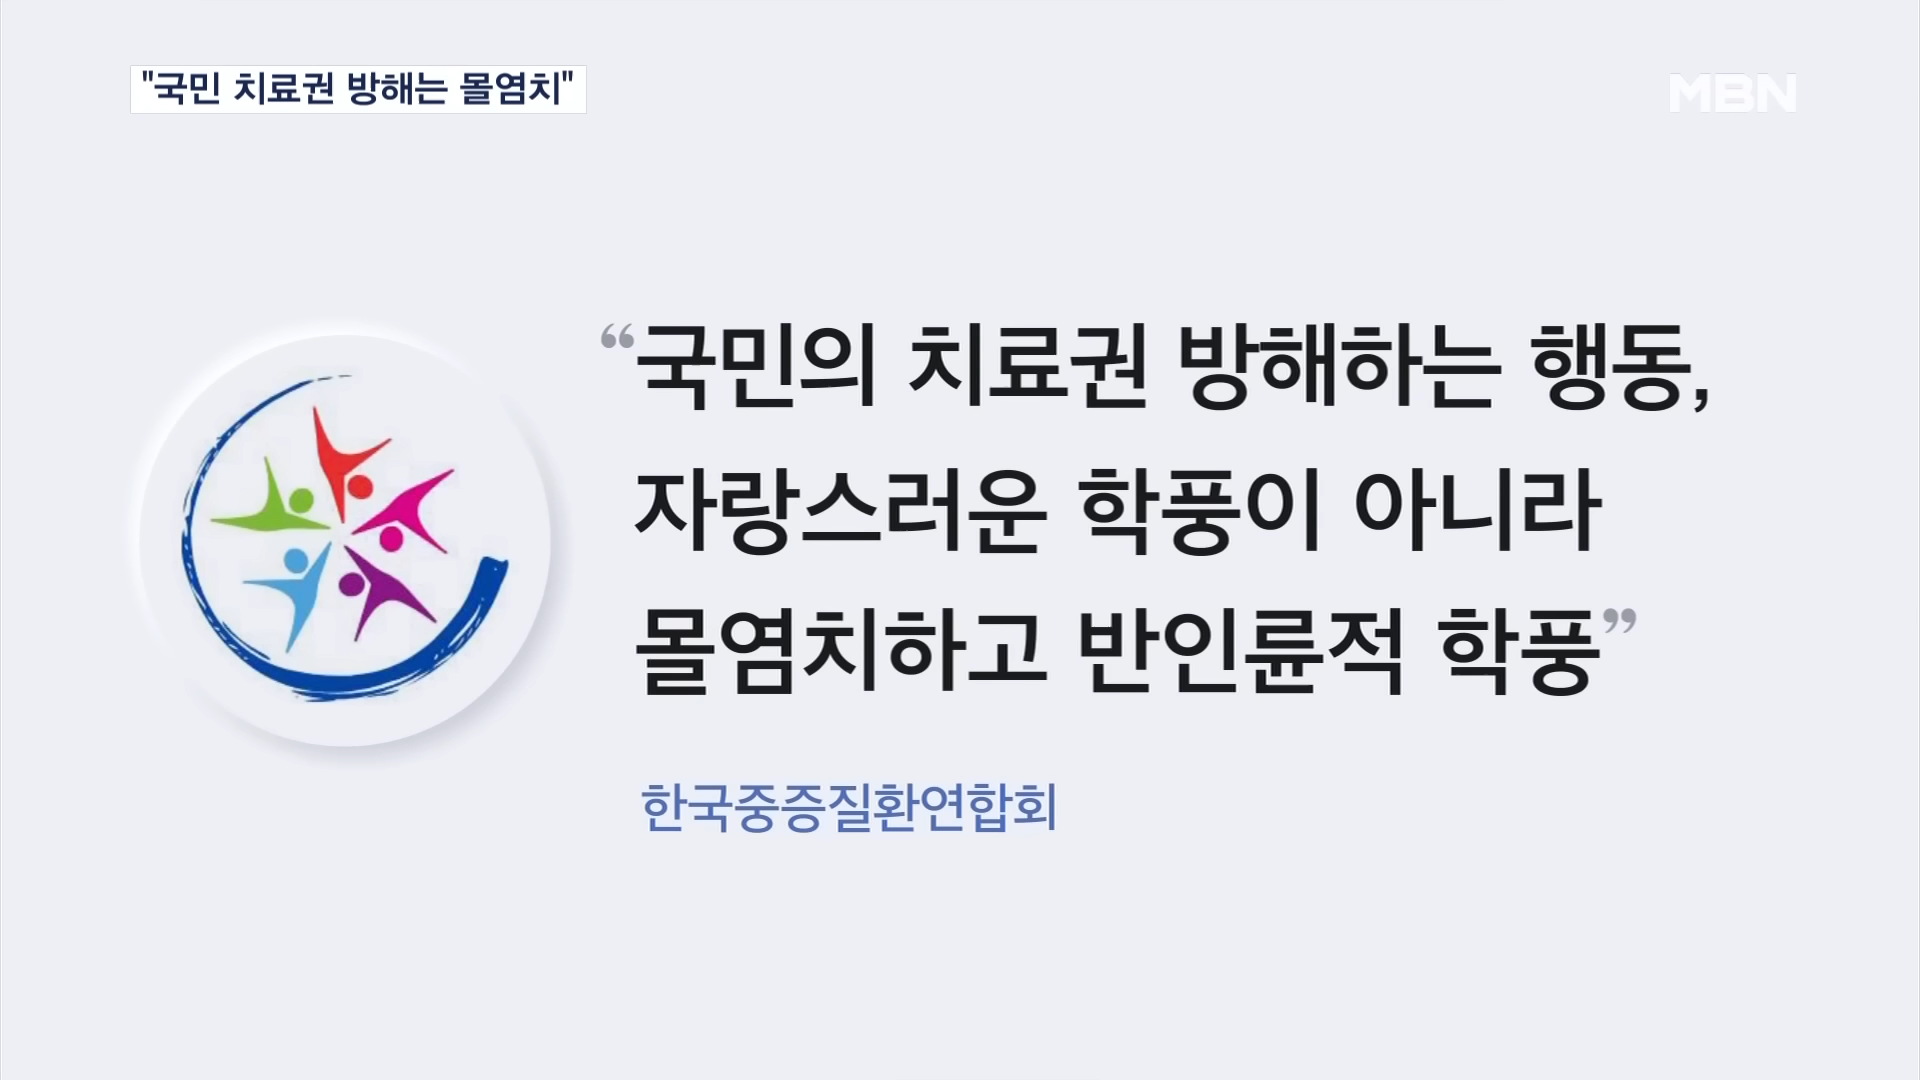 "국민 치료권 방해는 몰염치"
MBN
“국민의 치료권 방해하는 행동,
자랑스러운 학풍이 아니라
몰염치하고 반인륜적 학풍”
한국중증질환연합회